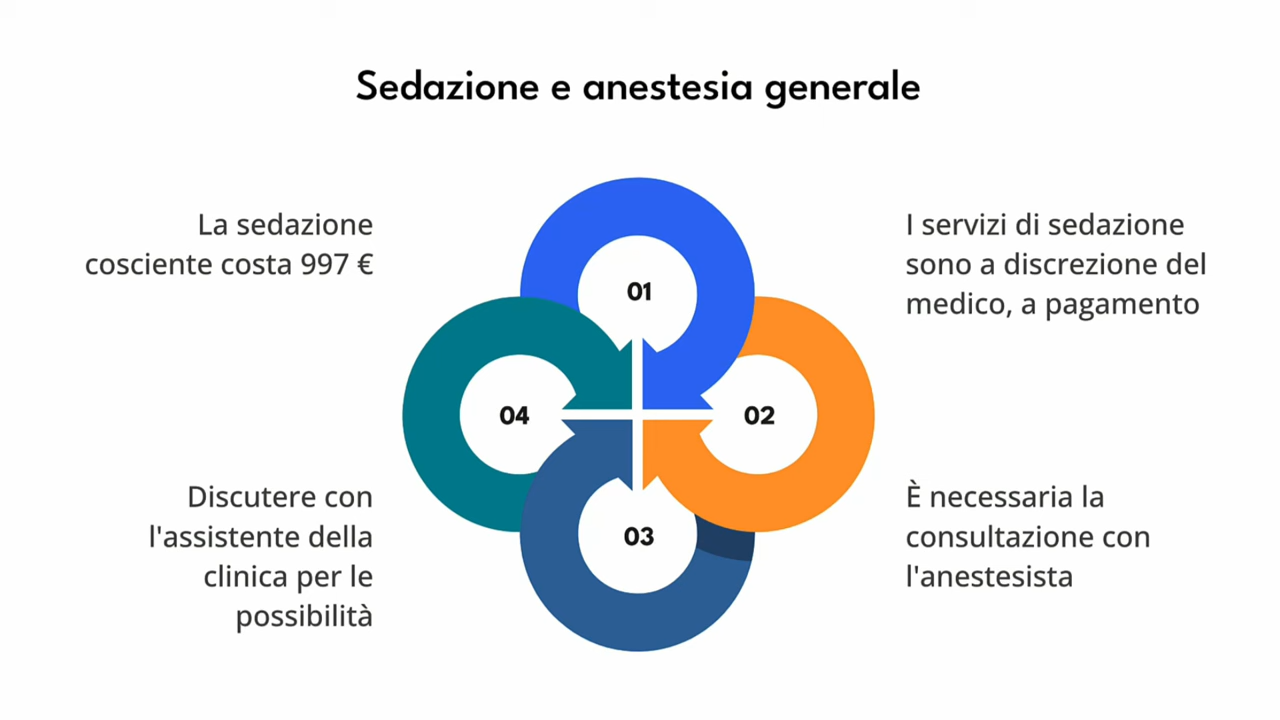 Sedazione e anestesia generale
La sedazione
cosciente costa 997 €
I servizi di sedazione
sono a discrezione del
medico, a pagamento
01
04
02
03
Discutere con
l'assistente della
clinica per le
possibilità
È necessaria la
consultazione con
l'anestesista